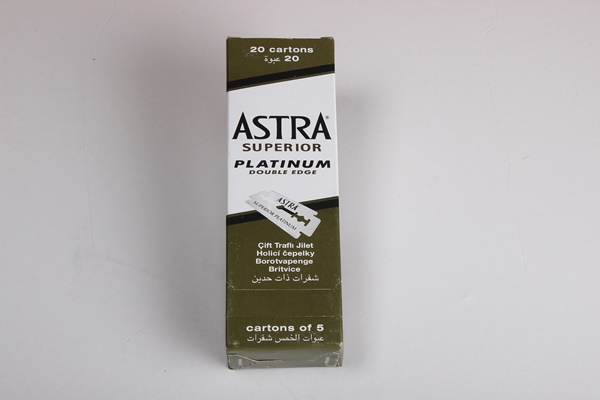 20 cartons
20 عبوة
ASTRA®
SUPERIOR
PLATINUM
DOUBLE EDGE
ASTRA
SUPERIOR PLATINUM
Çift Traflı Jilet
Holicí čepelky
Borotvapenge
Britvice
شفرات ذات حدين
cartons of 5
عبوات الخمس شفرات